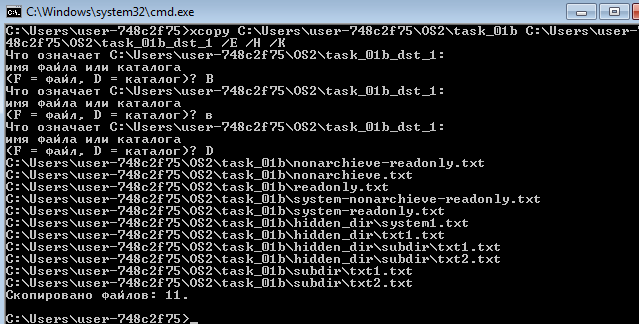 C:\Windows\system32\cmd.exe
C:\Users\user-748c2f75>xcopy C:\Users\user-748c2f75\OS2\task_01b C:\Users\user-7
48c2f75\OS2\task_01b_dst_1 /E /H /K
Что означает C:\Users\user-748c2f75\OS2\task_01b_dst_1:
имя файла или каталога
(F = файл, D = каталог)? B
Что означает C:\Users\user-748c2f75\OS2\task_01b_dst_1:
имя файла или каталога
(F = файл, D = каталог)? в
Что означает C:\Users\user-748c2f75\OS2\task_01b_dst_1:
имя файла или каталога
(F = файл, D = каталог)? D
C:\Users\user-748c2f75\OS2\task_01b\nonarchieve-readonly.txt
C:\Users\user-748c2f75\OS2\task_01b\nonarchieve.txt
C:\Users\user-748c2f75\OS2\task_01b\readonly.txt
C:\Users\user-748c2f75\OS2\task_01b\system-nonarchieve-readonly.txt
C:\Users\user-748c2f75\OS2\task_01b\system-readonly.txt
C:\Users\user-748c2f75\OS2\task_01b\hidden_dir\system1.txt
C:\Users\user-748c2f75\OS2\task_01b\hidden_dir\txt1.txt
C:\Users\user-748c2f75\OS2\task_01b\hidden_dir\subdir\txt1.txt
C:\Users\user-748c2f75\OS2\task_01b\hidden_dir\subdir\txt2.txt
C:\Users\user-748c2f75\OS2\task_01b\subdir\txt1.txt
C:\Users\user-748c2f75\OS2\task_01b\subdir\txt2.txt
Скопировано файлов: 11.
C:\Users\user-748c2f75>_